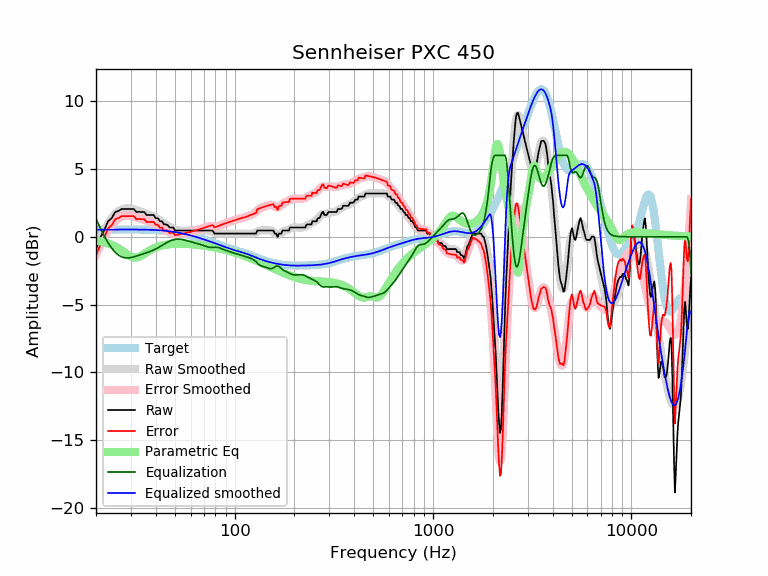 Sennheiser PXC 450
10
5
0
−5
−10
−15
−20
Amplitude (dBr)
Target
Raw Smoothed
Error Smoothed
Raw
Error
Parametric Eq
Equalization
Equalized smoothed
100
1000
10000
Frequency (Hz)